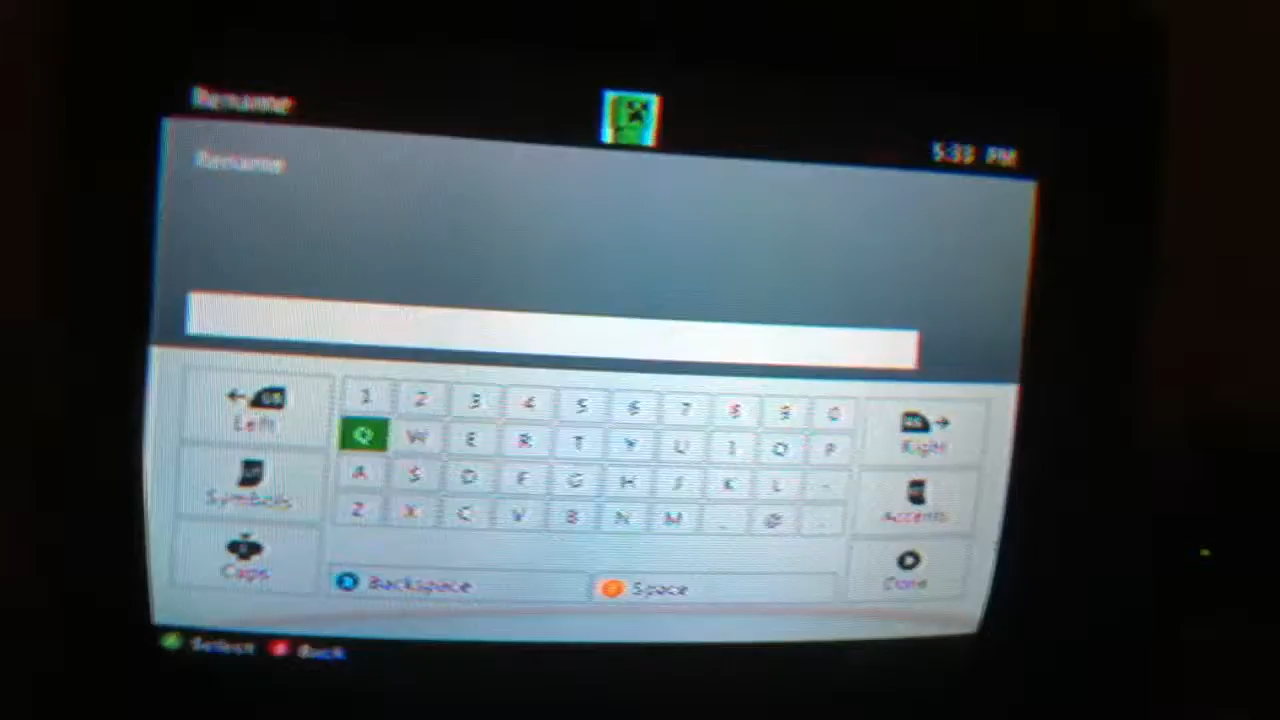 Rename
5:33 PM
Rename
Left
1 2 3 4 5 6 7 8 9 0
Right
Q W E R T Y U I O P
Symbols
A S D F G H J K L -
Accents
Z X C V B N M _ @ .
Caps
X Backspace
Y Space
Done
A Select B Back